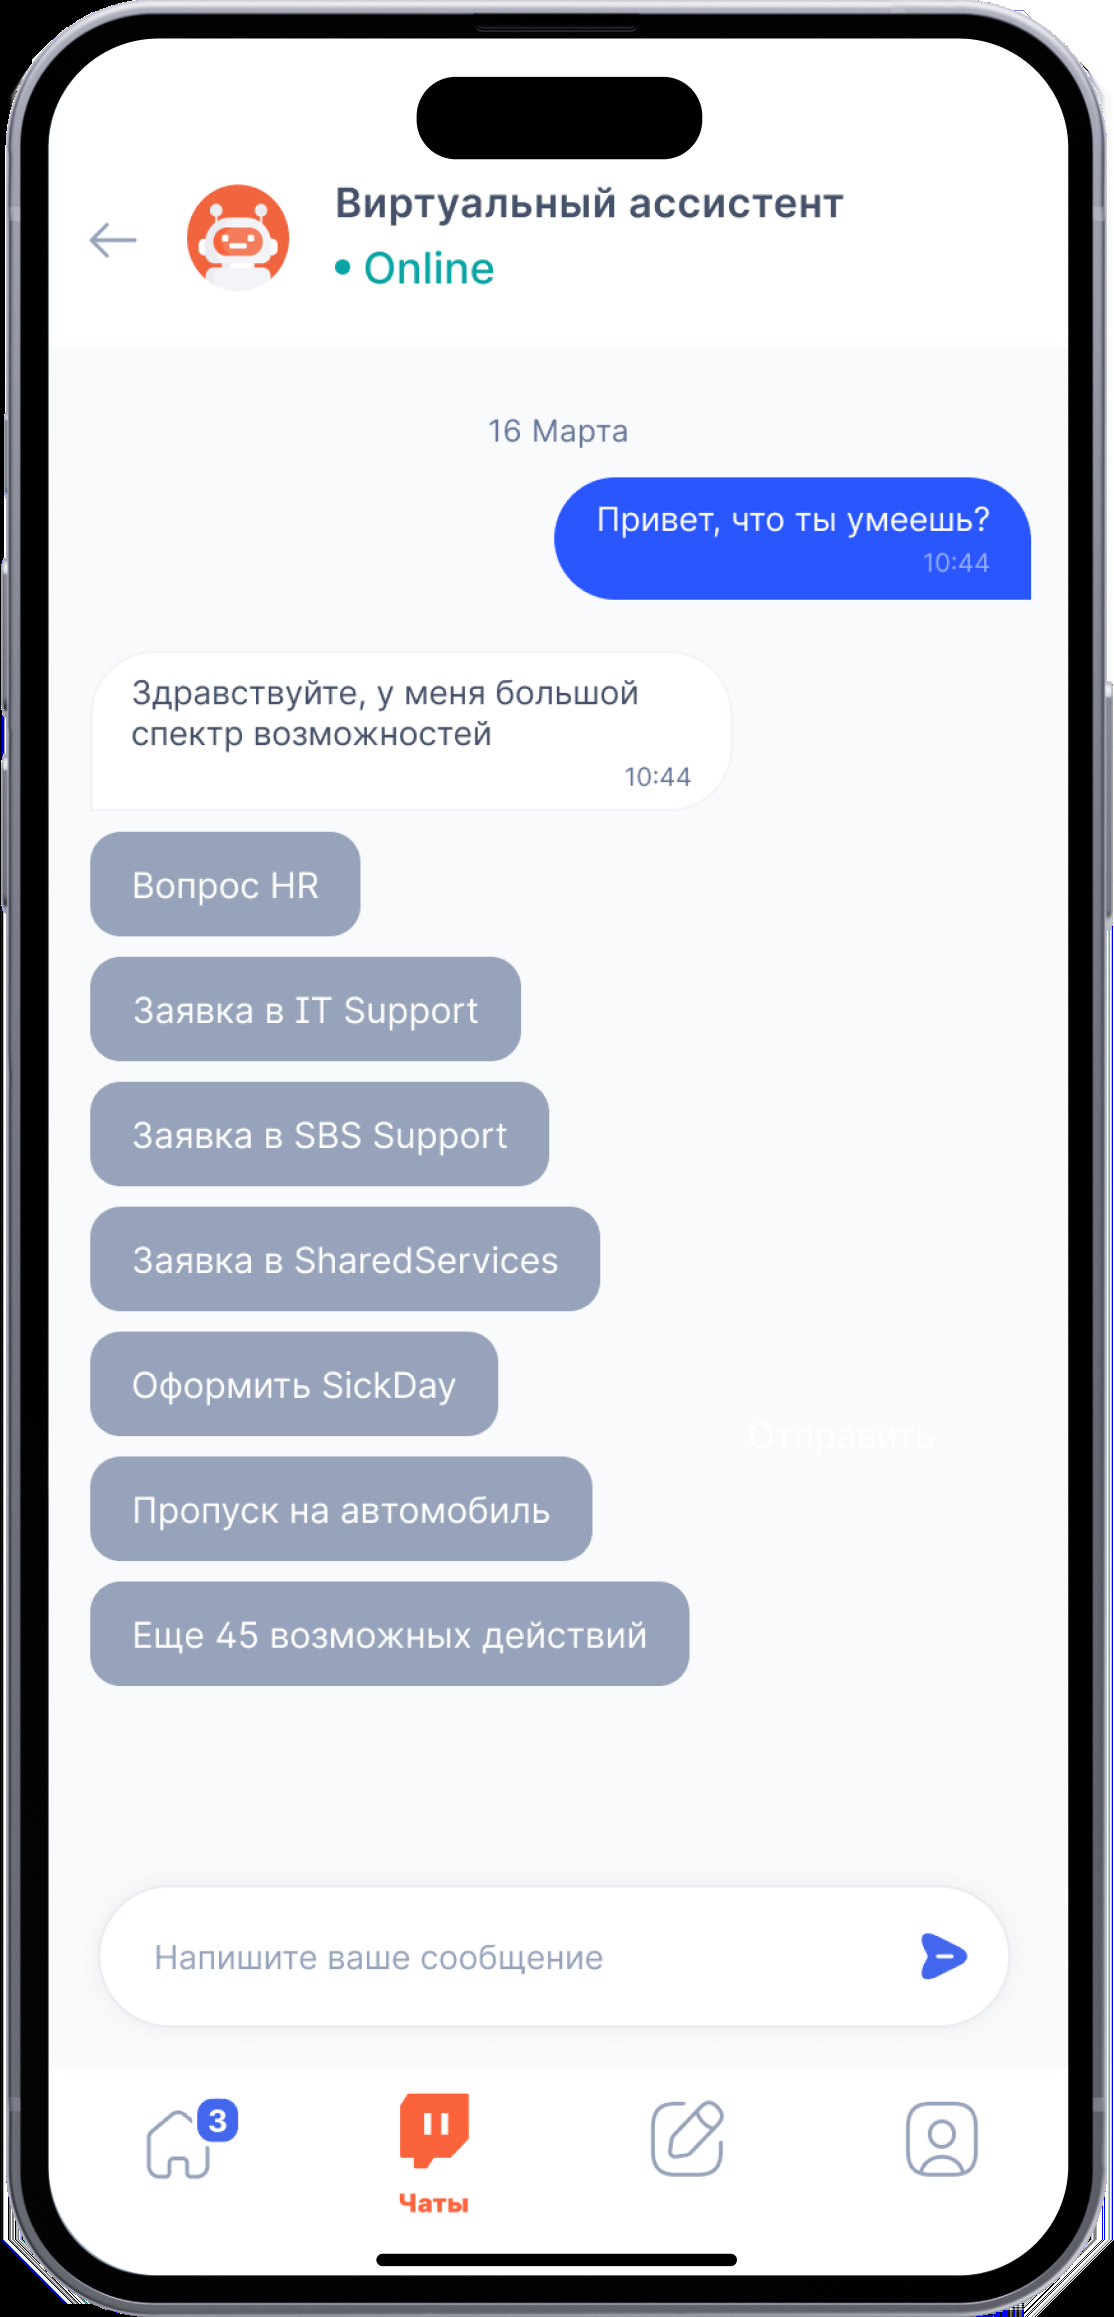 Виртуальный ассистент
• Online
16 Марта
Привет, что ты умеешь?
10:44
Здравствуйте, у меня большой
спектр возможностей
10:44
Вопрос HR
Заявка в IT Support
Заявка в SBS Support
Заявка в SharedServices
Оформить SickDay
Отправить
Пропуск на автомобиль
Еще 45 возможных действий
Напишите ваше сообщение
3
Чаты